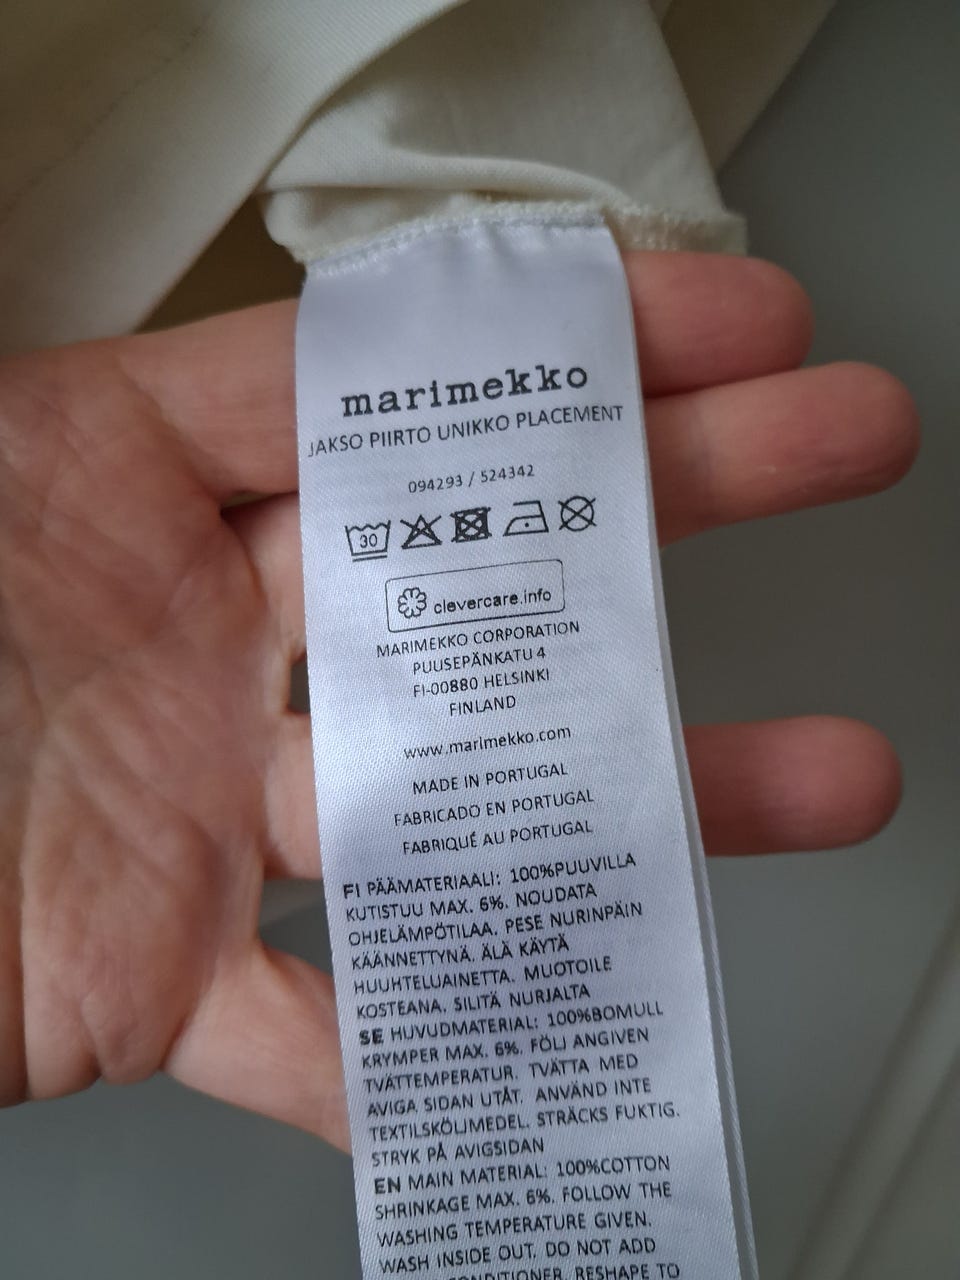 marimekko
JAKSO PIIRTO UNIKKO PLACEMENT
094293 / 524342
30
clevercare.info
MARIMEKKO CORPORATION
PUUSEPÄNKATU 4
FI-00880 HELSINKI
FINLAND
www.marimekko.com
MADE IN PORTUGAL
FABRICADO EN PORTUGAL
FABRIQUÉ AU PORTUGAL
FI PÄÄMATERIAALI: 100%PUUVILLA
KUTISTUU MAX. 6%. NOUDATA
OHJELÄMPÖTILAA. PESE NURINPÄIN
KÄÄNNETTYNÄ. ÄLÄ KÄYTÄ
HUUHTELUAINETTA. MUOTOILE
KOSTEANA. SILITÄ NURJALTA
SE HUVUDMATERIAL: 100%BOMULL
KRYMPER MAX. 6%. FÖLJ ANGIVEN
TVÄTTEMPERATUR. TVÄTTA MED
AVIGA SIDAN UTÅT. ANVÄND INTE
TEXTILSKÖLJMEDEL. STRÄCKS FUKTIG.
STRYK PÅ AVIGSIDAN
EN MAIN MATERIAL: 100%COTTON
SHRINKAGE MAX. 6%. FOLLOW THE
WASHING TEMPERATURE GIVEN.
WASH INSIDE OUT. DO NOT ADD
RESHAPE TO